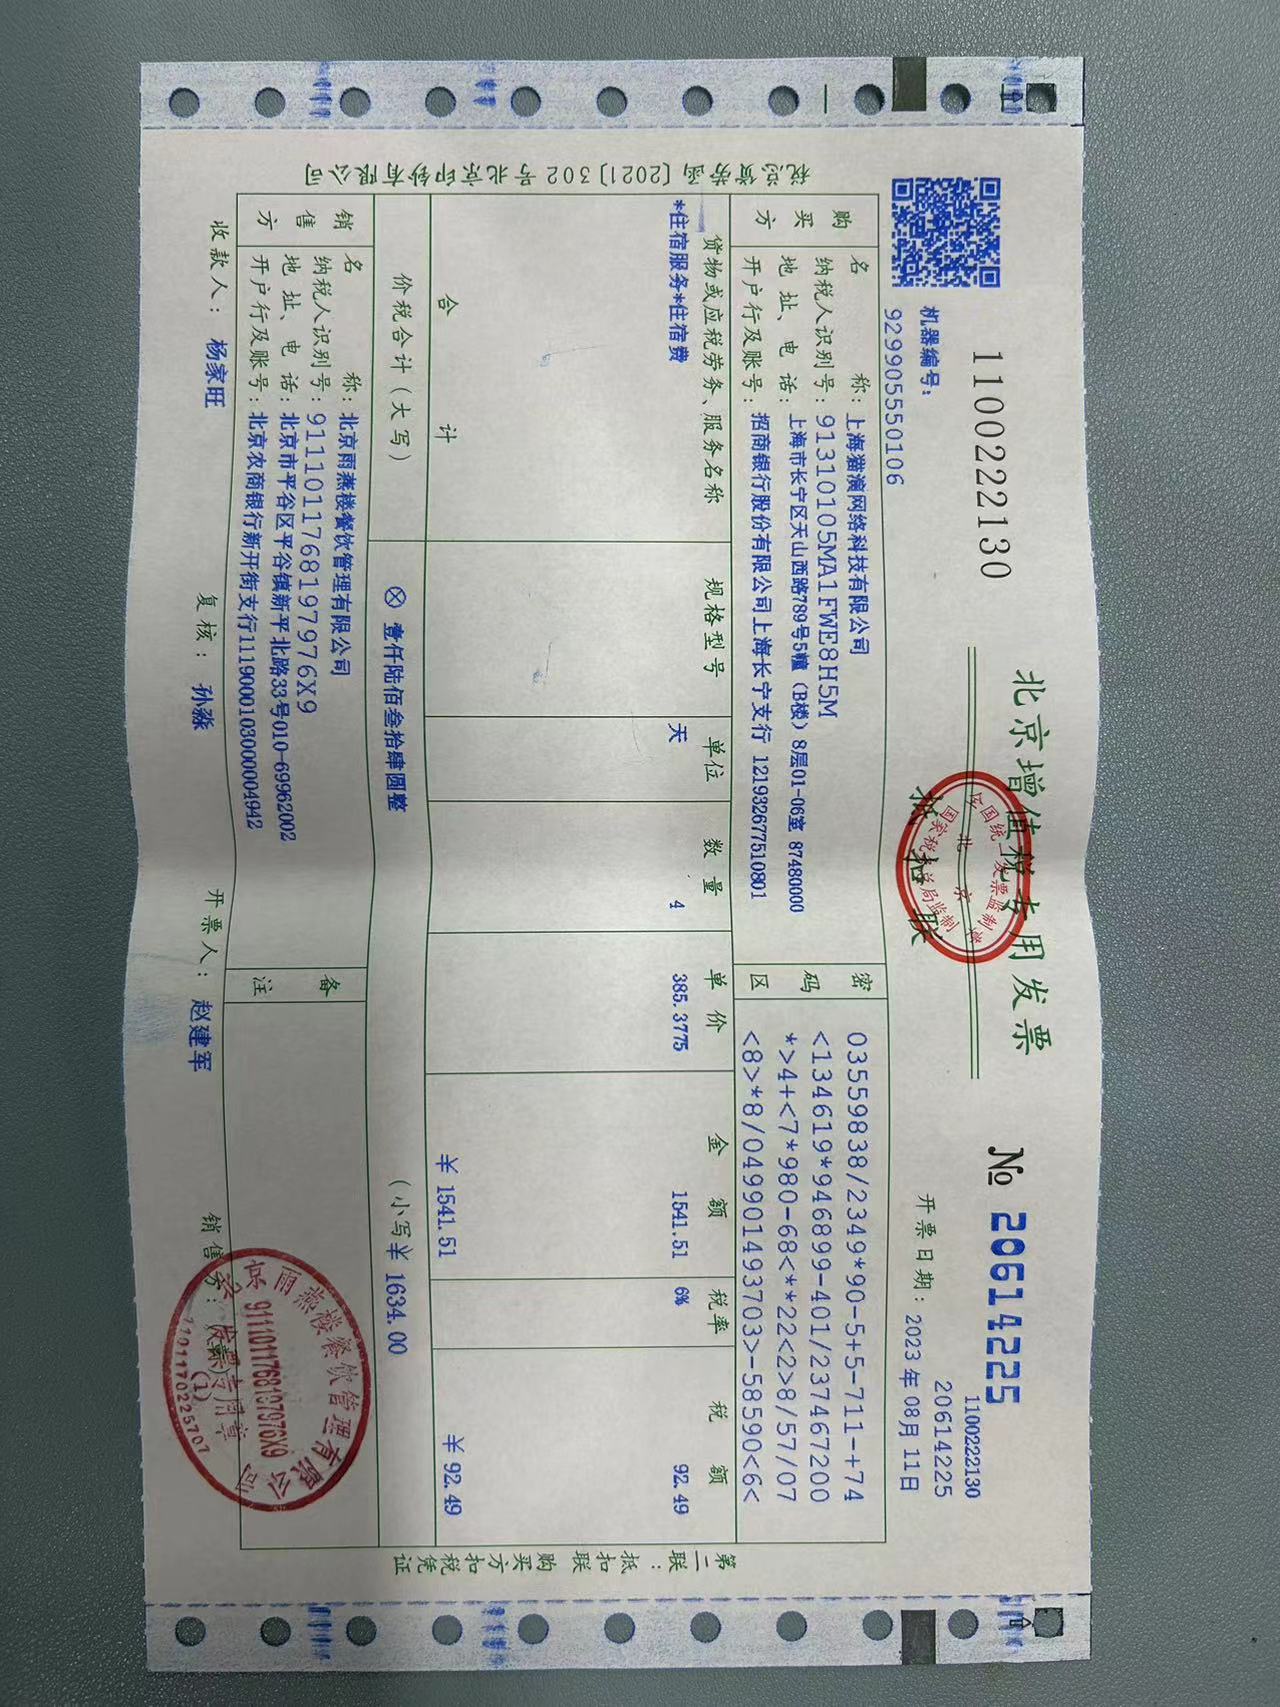 1100222130
北京增值税专用发票
№ 20614225
1100222130
20614225
抵扣联
全国统一发票监制章
北京
国家税务总局监制
机器编号:
929905550106
开票日期: 2023年08月11日
税总货劳函〔2021〕302号北京印钞有限公司
购买方
名称: 上海猫演网络科技有限公司
纳税人识别号: 91310105MA1FWE8H5M
地址、电话: 上海市长宁区天山西路789号5幢(B楼)8层01-06室 87480000
开户行及账号: 招商银行股份有限公司上海长宁支行 121932677510801
密码区
03559838/2349*90-5+5-711-+74
<134619*946899-401/237467200
*>4+<7*980-68<**22<2>8/57/07
<8>*8/04990149370​3>-58590<6<
货物或应税劳务、服务名称 规格型号 单位 数量 单价 金额 税率 税额
*住宿服务*住宿费 天 4 385.3775 1541.51 6% 92.49
合计 ¥1541.51 ¥92.49
价税合计(大写) ⊗壹仟陆佰叁拾肆圆整 (小写)¥1634.00
销售方
名称: 北京雨燕楼餐饮管理有限公司
纳税人识别号: 9111011768197976X9
地址、电话: 北京市平谷区平谷镇新平北路33号010-69962002
开户行及账号: 北京农商银行新开街支行1119000103000004942
备注
收款人: 杨家旺 复核: 孙淼 开票人: 赵建军 销售方:(章)
北京雨燕楼餐饮管理有限公司
9111011768197976X9
发票专用章
(1)
1101170225707
第二联:抵扣联 购买方扣税凭证